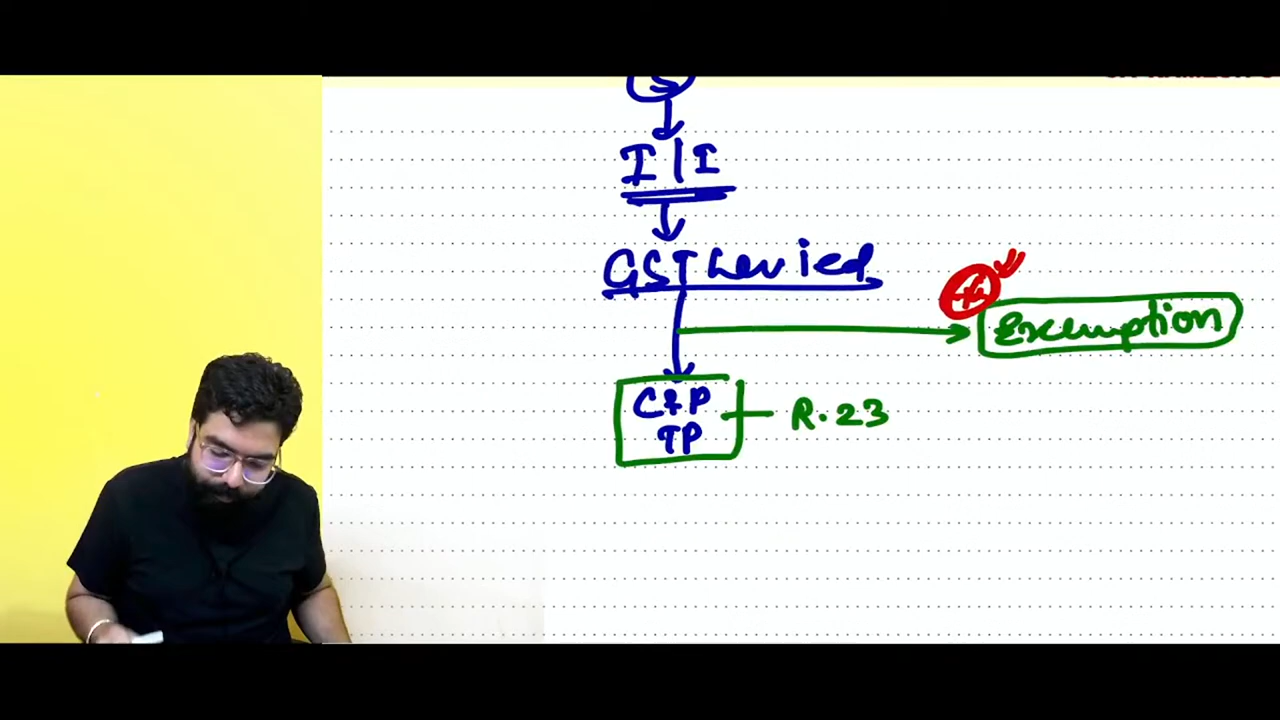 I | I
GST Levied
Exemption
C&P
TP
R.23